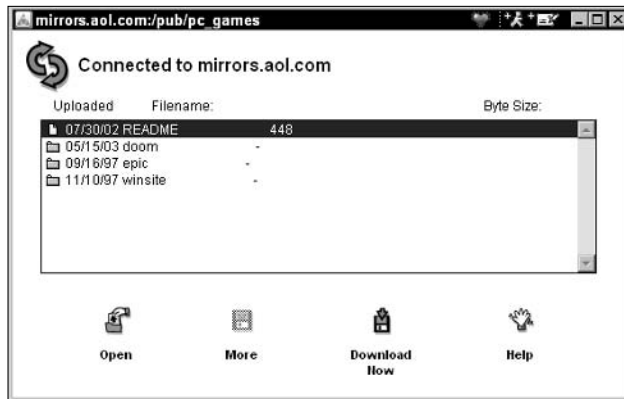 mirrors.aol.com:/pub/pc_games
Connected to mirrors.aol.com
Uploaded Filename: Byte Size:
07/30/02 README 448
05/15/03 doom -
09/16/97 epic -
11/10/97 winsite -
Open More Download Now Help